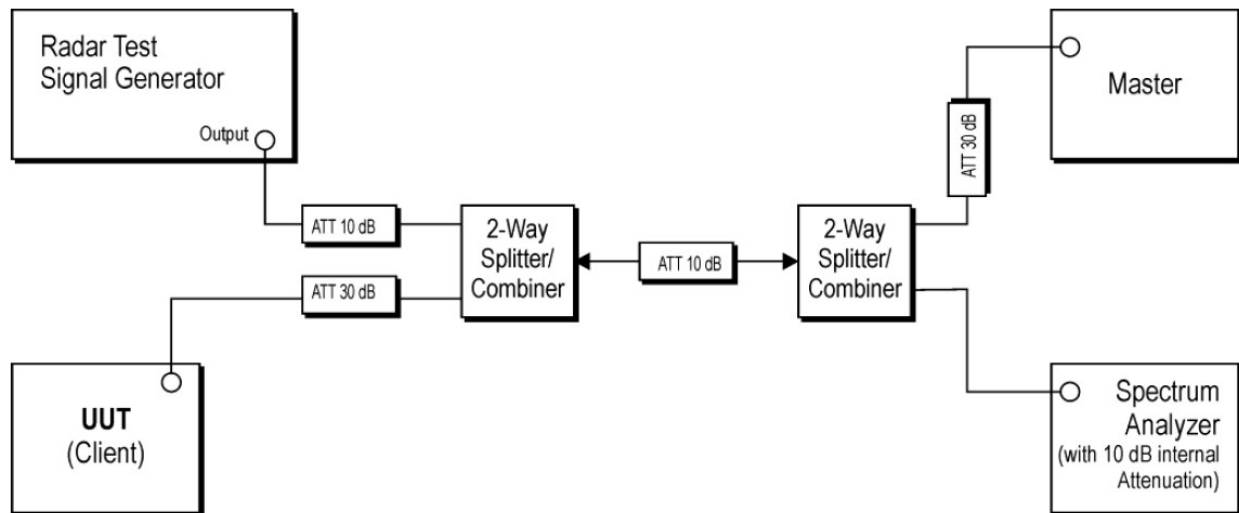 Radar Test
Signal Generator
Output
ATT 10 dB
ATT 30 dB
UUT
(Client)
2-Way
Splitter/
Combiner
ATT 10 dB
2-Way
Splitter/
Combiner
ATT 30 dB
Master
Spectrum
Analyzer
(with 10 dB internal
Attenuation)